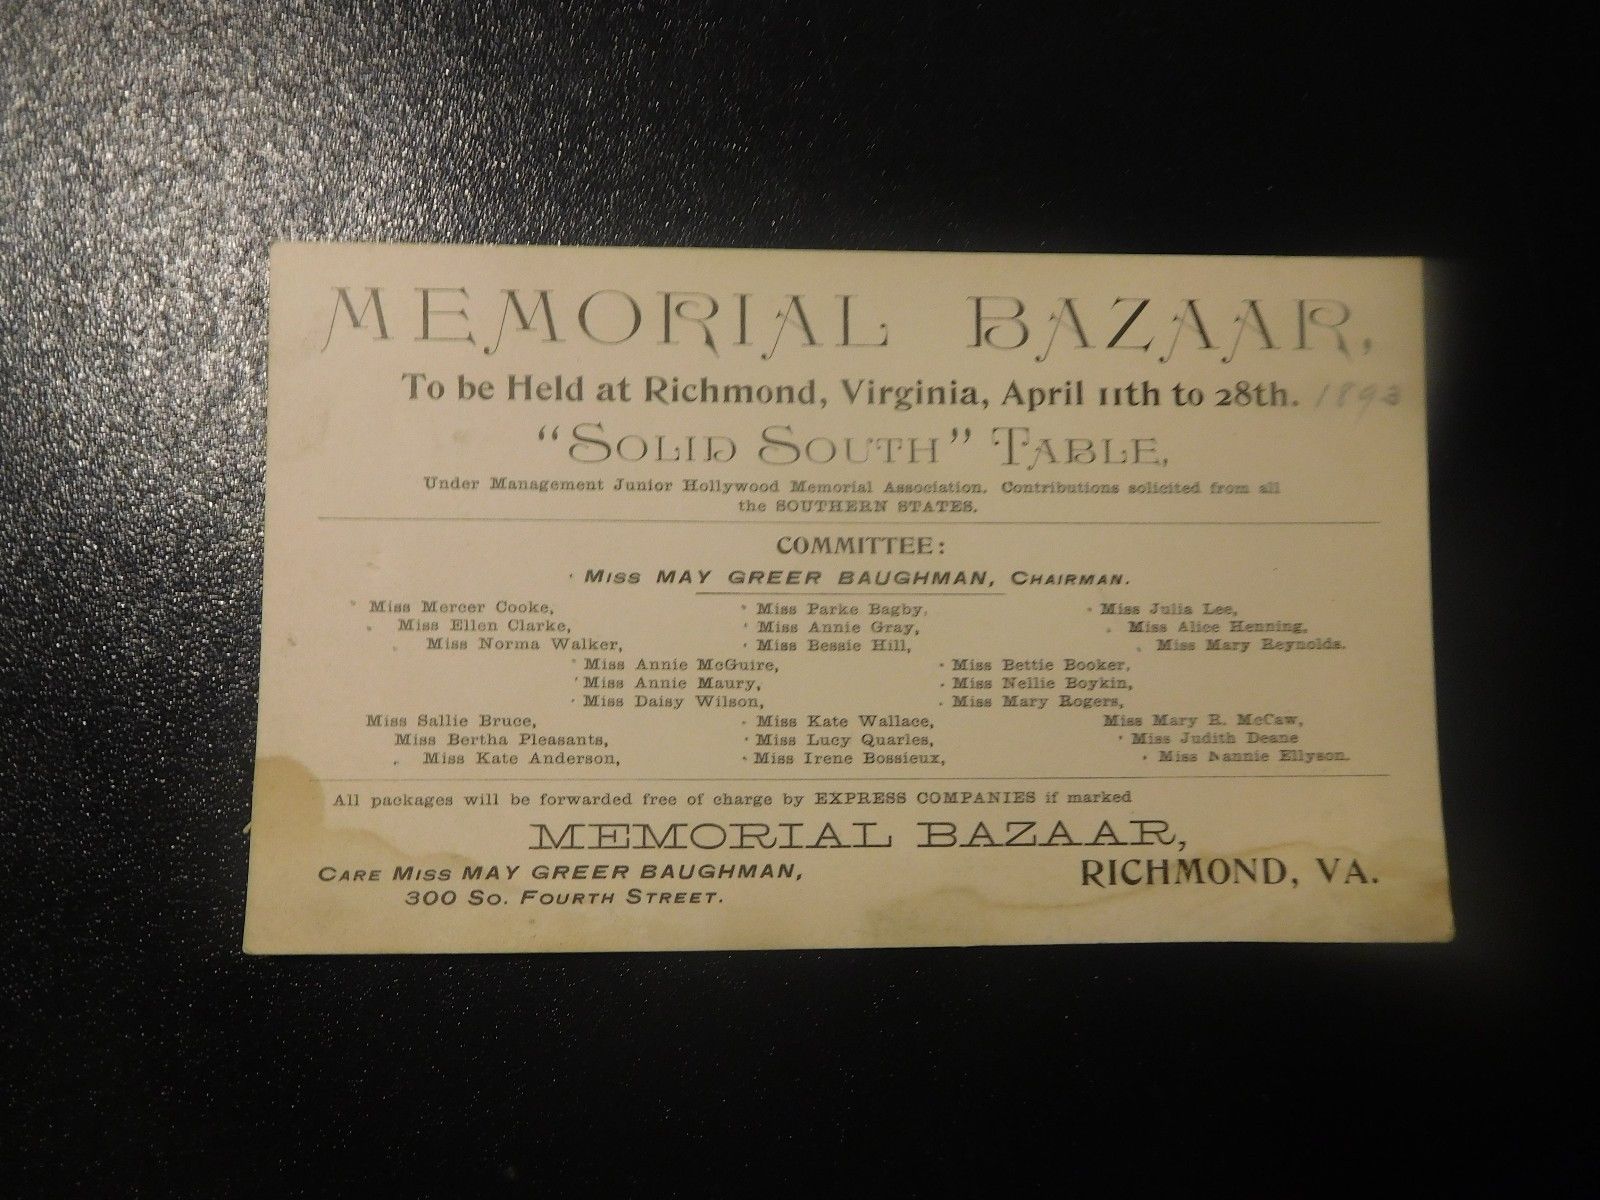 MEMORIAL BAZAAR,
To be Held at Richmond, Virginia, April 11th to 28th. 1893
"SOLID SOUTH" TABLE,
Under Management Junior Hollywood Memorial Association. Contributions solicited from all
the SOUTHERN STATES.
COMMITTEE:
MISS MAY GREER BAUGHMAN, CHAIRMAN.
Miss Mercer Cooke, Miss Parke Bagby, Miss Julia Lee,
Miss Ellen Clarke, Miss Annie Gray, Miss Alice Henning,
Miss Norma Walker, Miss Bessie Hill, Miss Mary Reynolds.
Miss Annie McGuire, Miss Bettie Booker,
Miss Annie Maury, Miss Nellie Boykin,
Miss Daisy Wilson, Miss Mary Rogers,
Miss Sallie Bruce, Miss Kate Wallace, Miss Mary R. McCaw,
Miss Bertha Pleasants, Miss Lucy Quarles, Miss Judith Deane
Miss Kate Anderson, Miss Irene Bossieux, Miss Nannie Ellyson.
All packages will be forwarded free of charge by EXPRESS COMPANIES if marked
MEMORIAL BAZAAR,
CARE MISS MAY GREER BAUGHMAN, RICHMOND, VA.
300 SO. FOURTH STREET.